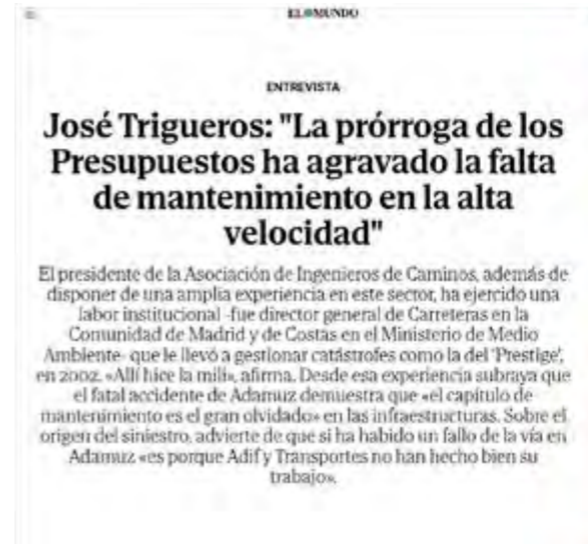 EL MUNDO
ENTREVISTA
José Trigueros: "La prórroga de los
Presupuestos ha agravado la falta
de mantenimiento en la alta
velocidad"
El presidente de la Asociación de Ingenieros de Caminos, además de
disponer de una amplia experiencia en este sector, ha ejercido una
labor institucional -fue director general de Carreteras en la
Comunidad de Madrid y de Costas en el Ministerio de Medio
Ambiente- que le llevó a gestionar catástrofes como la del 'Prestige',
en 2002. «Allí hice la mili», afirma. Desde esa experiencia subraya que
el fatal accidente de Adamuz demuestra que «el capítulo de
mantenimiento es el gran olvidado» en las infraestructuras. Sobre el
origen del siniestro, advierte de que si ha habido un fallo de la vía en
Adamuz «es porque Adif y Transportes no han hecho bien su
trabajo».